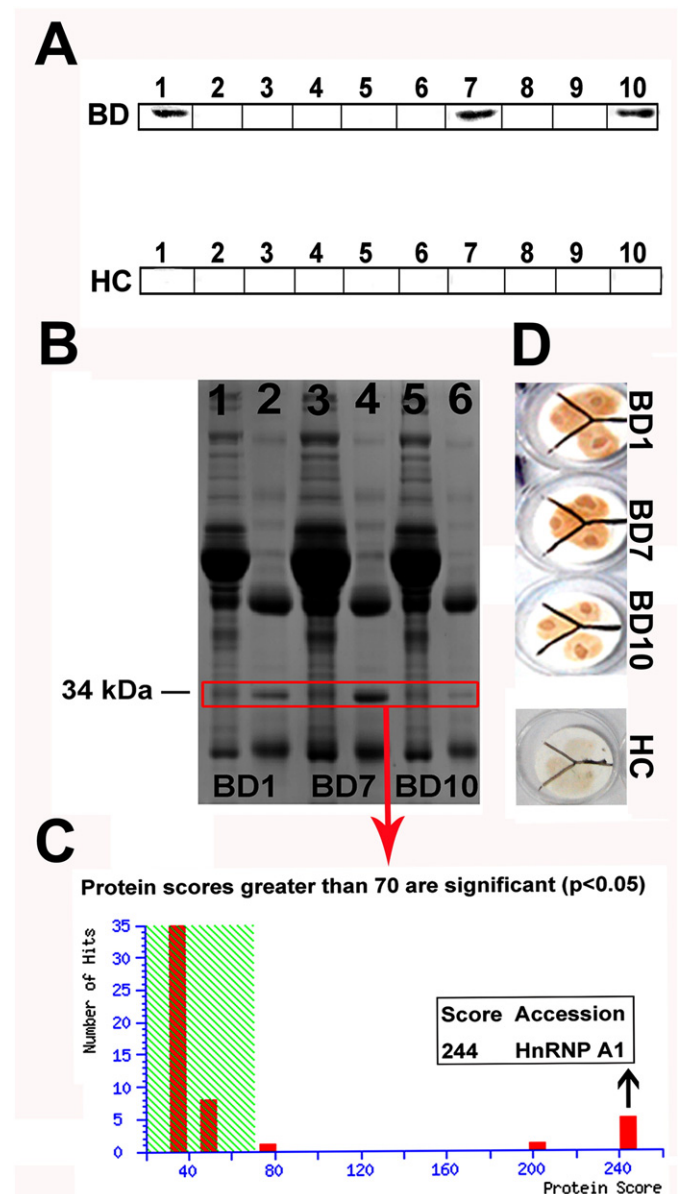 A
1 2 3 4 5 6 7 8 9 10
BD
1 2 3 4 5 6 7 8 9 10
HC
B
1 2 3 4 5 6
34 kDa
BD1 BD7 BD10
D
BD1
BD7
BD10
HC
C
Protein scores greater than 70 are significant (p<0.05)
Number of Hits
35
30
25
20
15
10
5
0
Score Accession
244 HnRNP A1
40 80 120 160 200 240
Protein Score